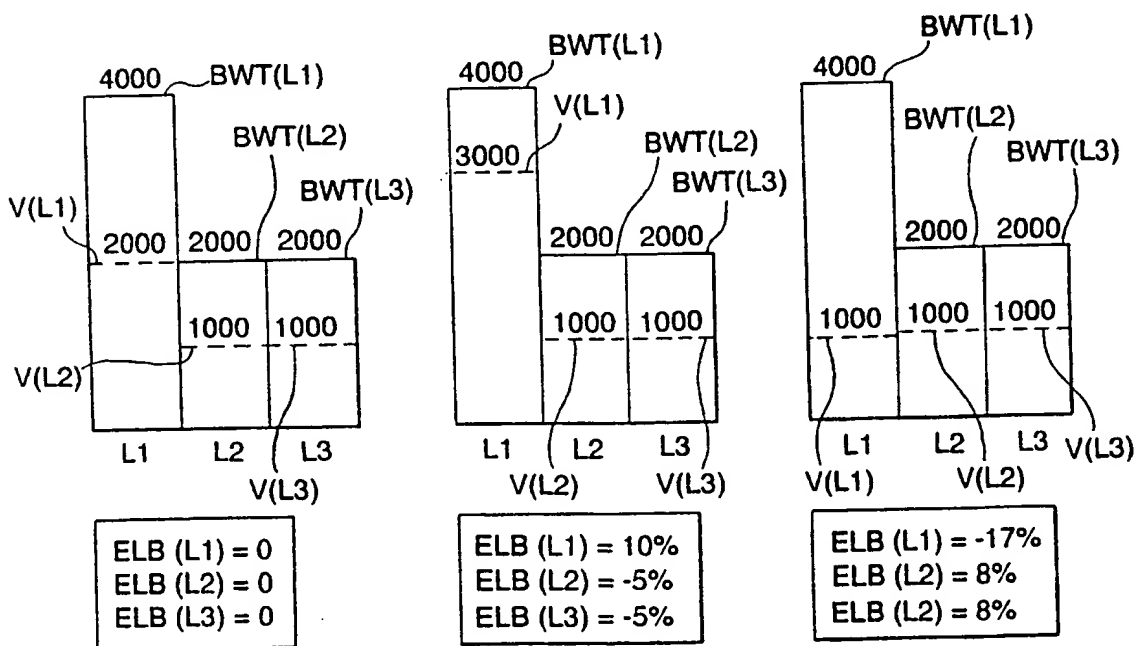 4000 BWT(L1)
BWT(L2)
BWT(L3)
V(L1)
2000 2000 2000
1000 1000
V(L2)
L1 L2 L3
V(L3)
ELB (L1) = 0
ELB (L2) = 0
ELB (L3) = 0
4000 BWT(L1)
V(L1)
3000 BWT(L2)
BWT(L3)
2000 2000
1000 1000
L1 L2 L3
V(L2) V(L3)
ELB (L1) = 10%
ELB (L2) = -5%
ELB (L3) = -5%
4000 BWT(L1)
BWT(L2)
BWT(L3)
2000 2000
1000 1000 1000
L1 L2 L3
V(L3)
V(L1) V(L2)
ELB (L1) = -17%
ELB (L2) = 8%
ELB (L2) = 8%